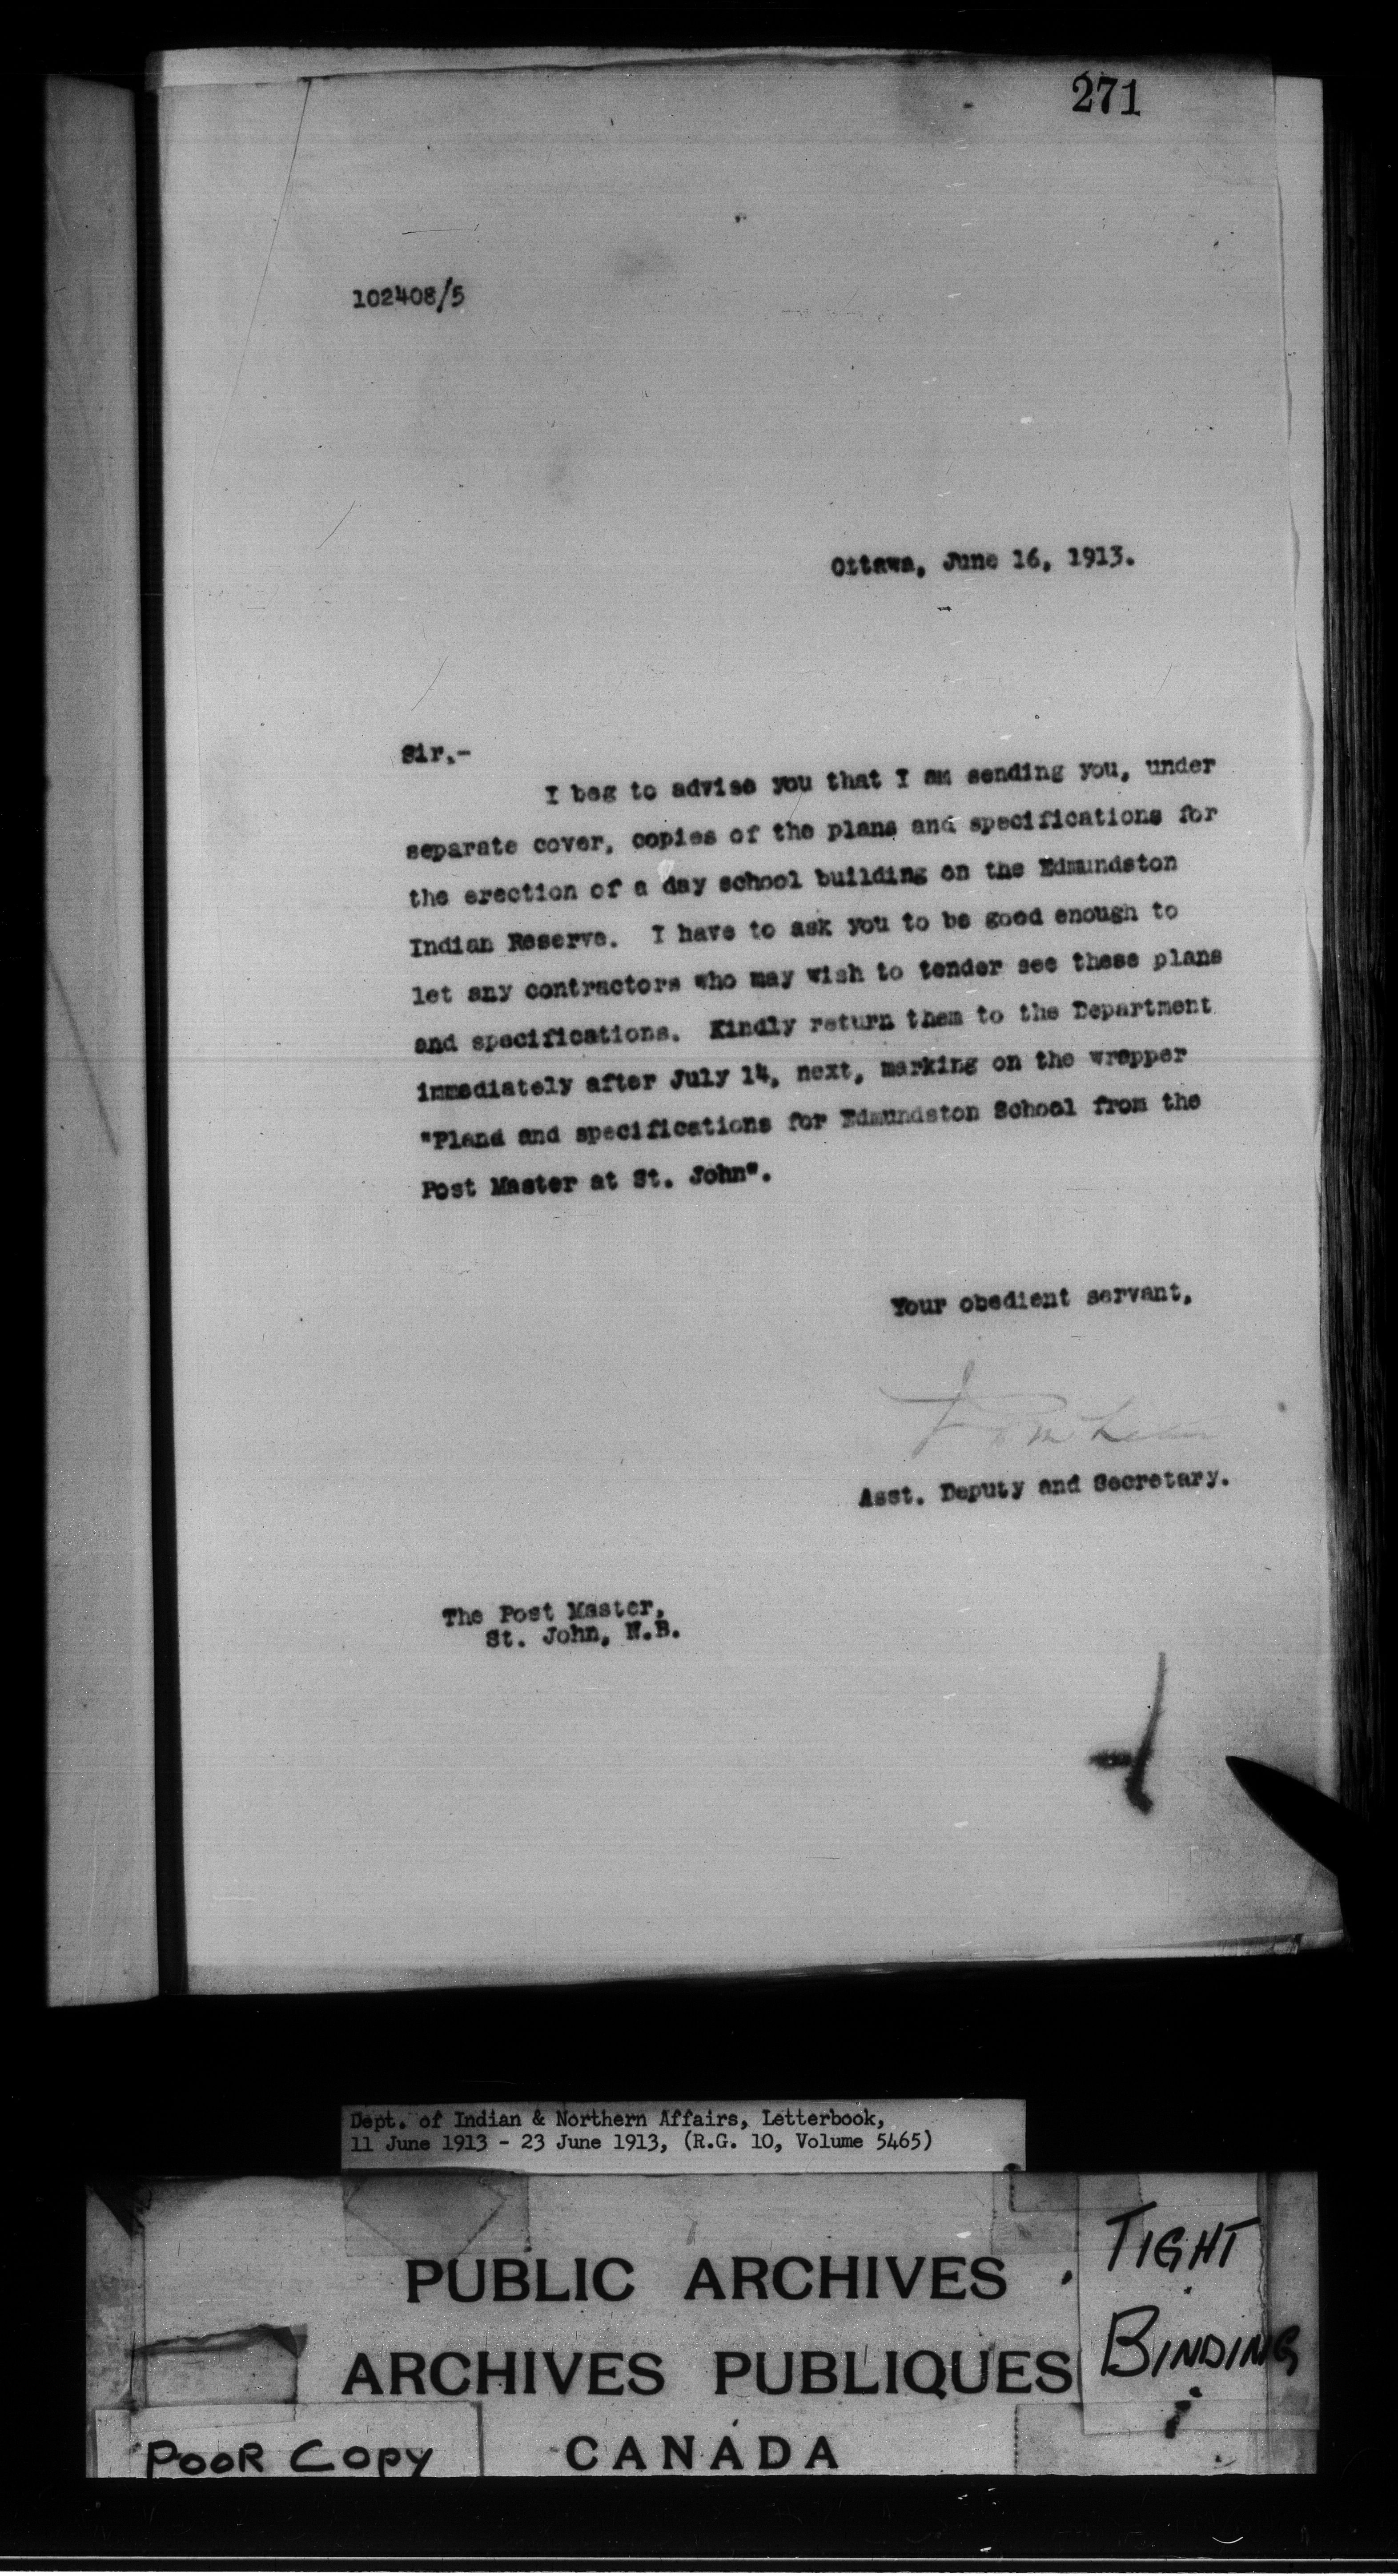 271
102408/5
Ottawa, June 16, 1913.
Sir,-
I beg to advise you that I am sending you, under
separate cover, copies of the plans and specifications for
the erection of a day school building on the Edmundston
Indian Reserve. I have to ask you to be good enough to
let any contractors who may wish to tender see these plans
and specifications. Kindly return them to the Department
immediately after July 14, next, marking on the wrapper
"Pland and specifications for Edmundston School from the
Post Master at St. John".
Your obedient servant,
Asst. Deputy and Secretary.
The Post Master,
St. John, N.B.
Dept. of Indian & Northern Affairs, Letterbook,
11 June 1913 - 23 June 1913, (R.G. 10, Volume 5465)
PUBLIC ARCHIVES
ARCHIVES PUBLIQUES
CANADA
TIGHT
BINDING
POOR COPY